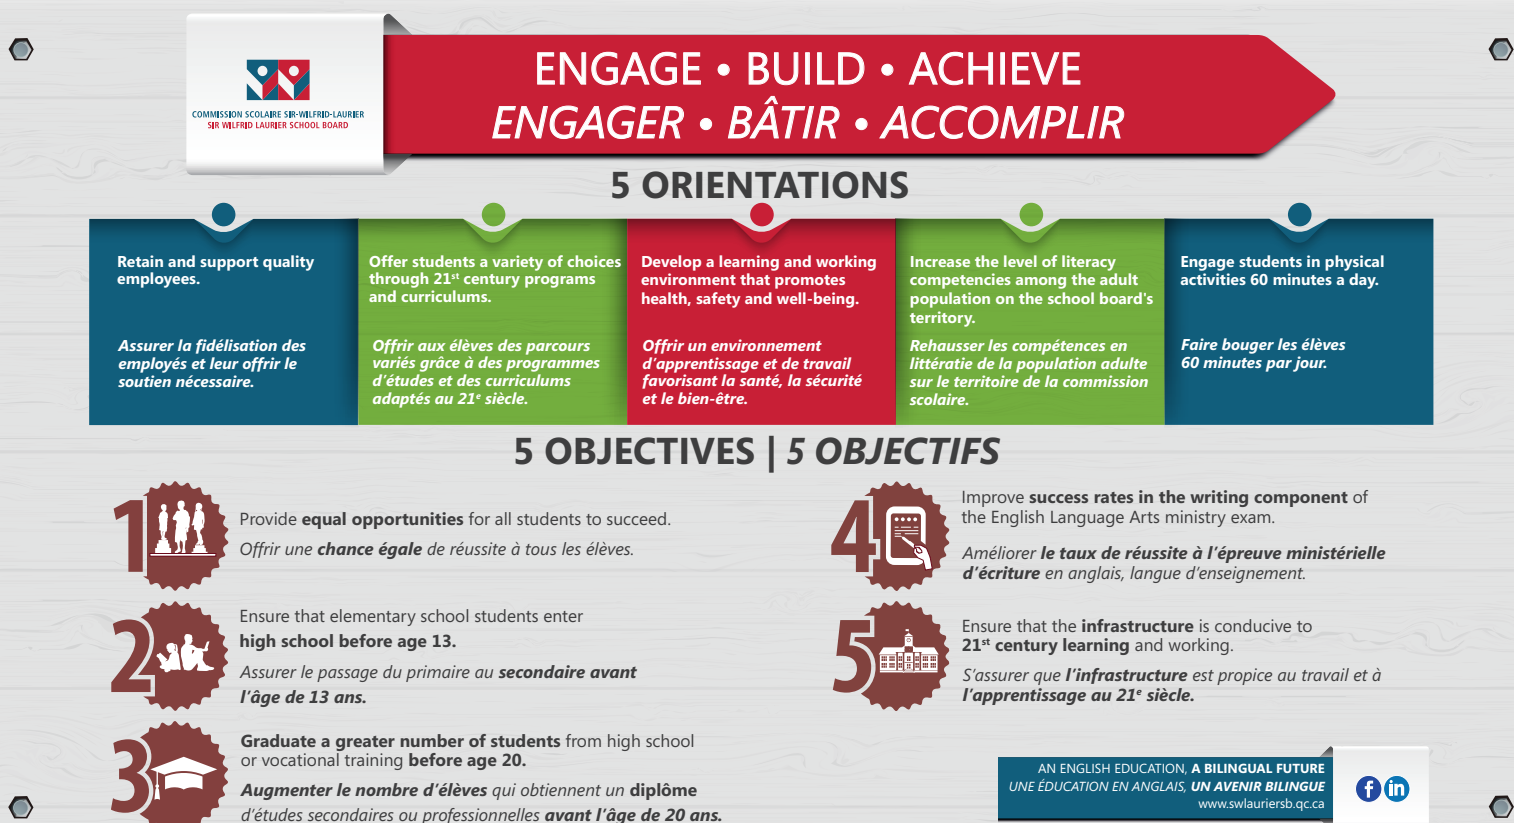 COMMISSION SCOLAIRE SIR-WILFRID-LAURIER
SIR WILFRID LAURIER SCHOOL BOARD
ENGAGE • BUILD • ACHIEVE
ENGAGER • BÂTIR • ACCOMPLIR
5 ORIENTATIONS
Retain and support quality
employees.
Assurer la fidélisation des
employés et leur offrir le
soutien nécessaire.
Offer students a variety of choices
through 21st century programs
and curriculums.
Offrir aux élèves des parcours
variés grâce à des programmes
d'études et des curriculums
adaptés au 21e siècle.
Develop a learning and working
environment that promotes
health, safety and well-being.
Offrir un environnement
d'apprentissage et de travail
favorisant la santé, la sécurité
et le bien-être.
Increase the level of literacy
competencies among the adult
population on the school board's
territory.
Rehausser les compétences en
littératie de la population adulte
sur le territoire de la commission
scolaire.
Engage students in physical
activities 60 minutes a day.
Faire bouger les élèves
60 minutes par jour.
5 OBJECTIVES | 5 OBJECTIFS
1
Provide equal opportunities for all students to succeed.
Offrir une chance égale de réussite à tous les élèves.
2
Ensure that elementary school students enter
high school before age 13.
Assurer le passage du primaire au secondaire avant
l'âge de 13 ans.
3
Graduate a greater number of students from high school
or vocational training before age 20.
Augmenter le nombre d'élèves qui obtiennent un diplôme
d'études secondaires ou professionnelles avant l'âge de 20 ans.
4
Improve success rates in the writing component of
the English Language Arts ministry exam.
Améliorer le taux de réussite à l'épreuve ministérielle
d'écriture en anglais, langue d'enseignement.
5
Ensure that the infrastructure is conducive to
21st century learning and working.
S'assurer que l'infrastructure est propice au travail et à
l'apprentissage au 21e siècle.
AN ENGLISH EDUCATION, A BILINGUAL FUTURE
UNE ÉDUCATION EN ANGLAIS, UN AVENIR BILINGUE
www.swlauriersb.qc.ca
f in